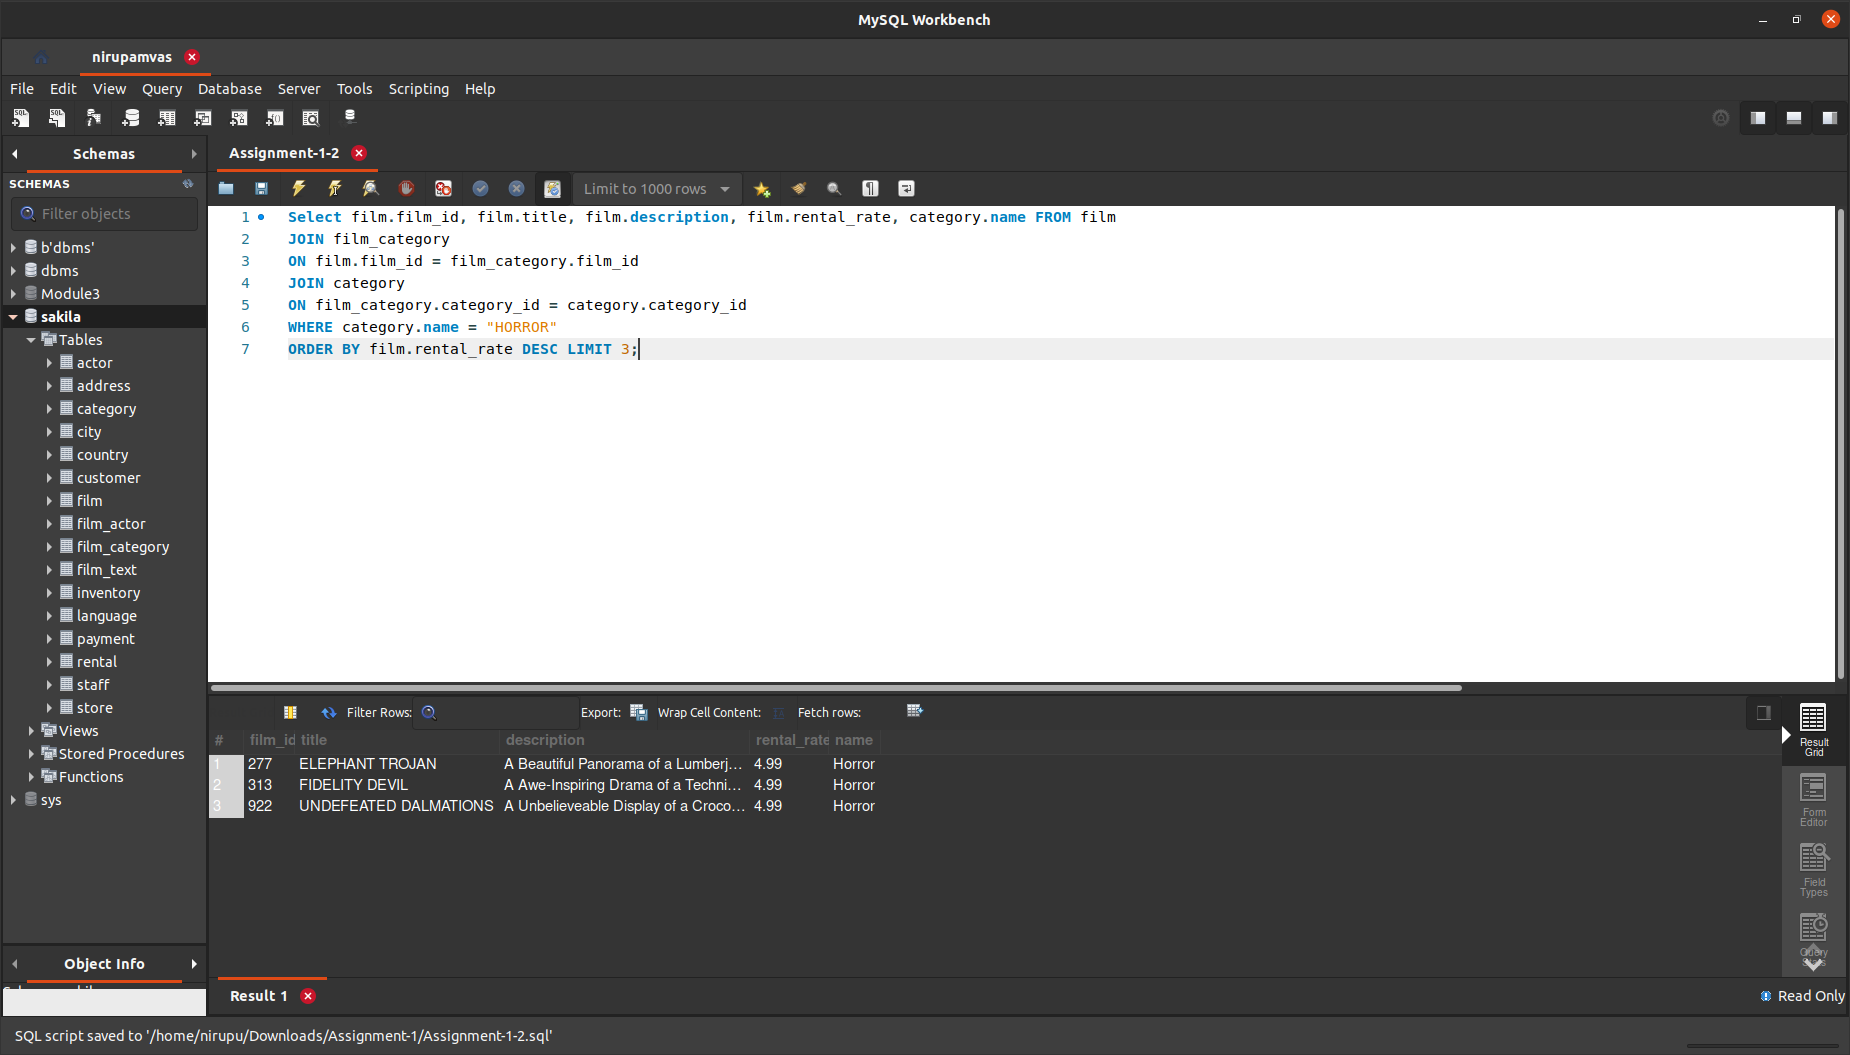 MySQL Workbench
nirupamvas
File Edit View Query Database Server Tools Scripting Help
Schemas
Assignment-1-2
SCHEMAS
Limit to 1000 rows
Filter objects
b'dbms'
dbms
Module3
sakila
Tables
actor
address
category
city
country
customer
film
film_actor
film_category
film_text
inventory
language
payment
rental
staff
store
Views
Stored Procedures
Functions
sys
1 Select film.film_id, film.title, film.description, film.rental_rate, category.name FROM film
2 JOIN film_category
3 ON film.film_id = film_category.film_id
4 JOIN category
5 ON film_category.category_id = category.category_id
6 WHERE category.name = "HORROR"
7 ORDER BY film.rental_rate DESC LIMIT 3;
Filter Rows: Export: Wrap Cell Content: Fetch rows:
# film_id title description rental_rate name
1 277 ELEPHANT TROJAN A Beautiful Panorama of a Lumberj... 4.99 Horror
2 313 FIDELITY DEVIL A Awe-Inspiring Drama of a Techni... 4.99 Horror
3 922 UNDEFEATED DALMATIONS A Unbelieveable Display of a Croco... 4.99 Horror
Result
Grid
Form
Editor
Field
Types
Query
Object Info
Result 1
Read Only
SQL script saved to '/home/nirupu/Downloads/Assignment-1/Assignment-1-2.sql'